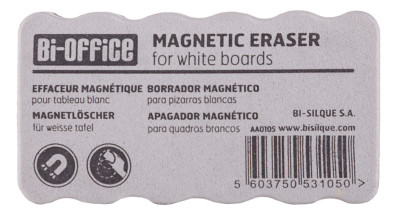 Bi-OFFiCE
MAGNETIC ERASER
for white boards
EFFACEUR MAGNÉTIQUE
pour tableau blanc
BORRADOR MAGNÉTICO
para pizarras blancas
MAGNETLÖSCHER
für weisse tafel
APAGADOR MAGNÉTICO
para quadros brancos
BI-SILQUE S.A.
AA0105 www.bisilque.com
5 603750 531050 >